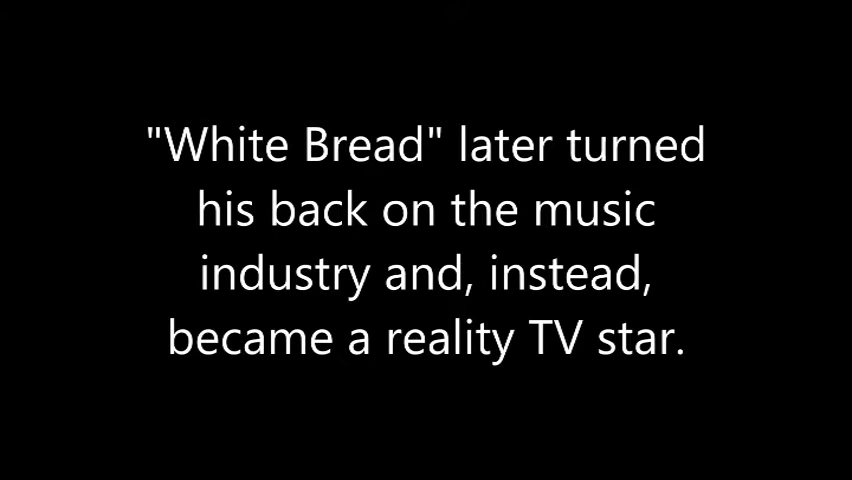 "White Bread" later turned
his back on the music
industry and, instead,
became a reality TV star.